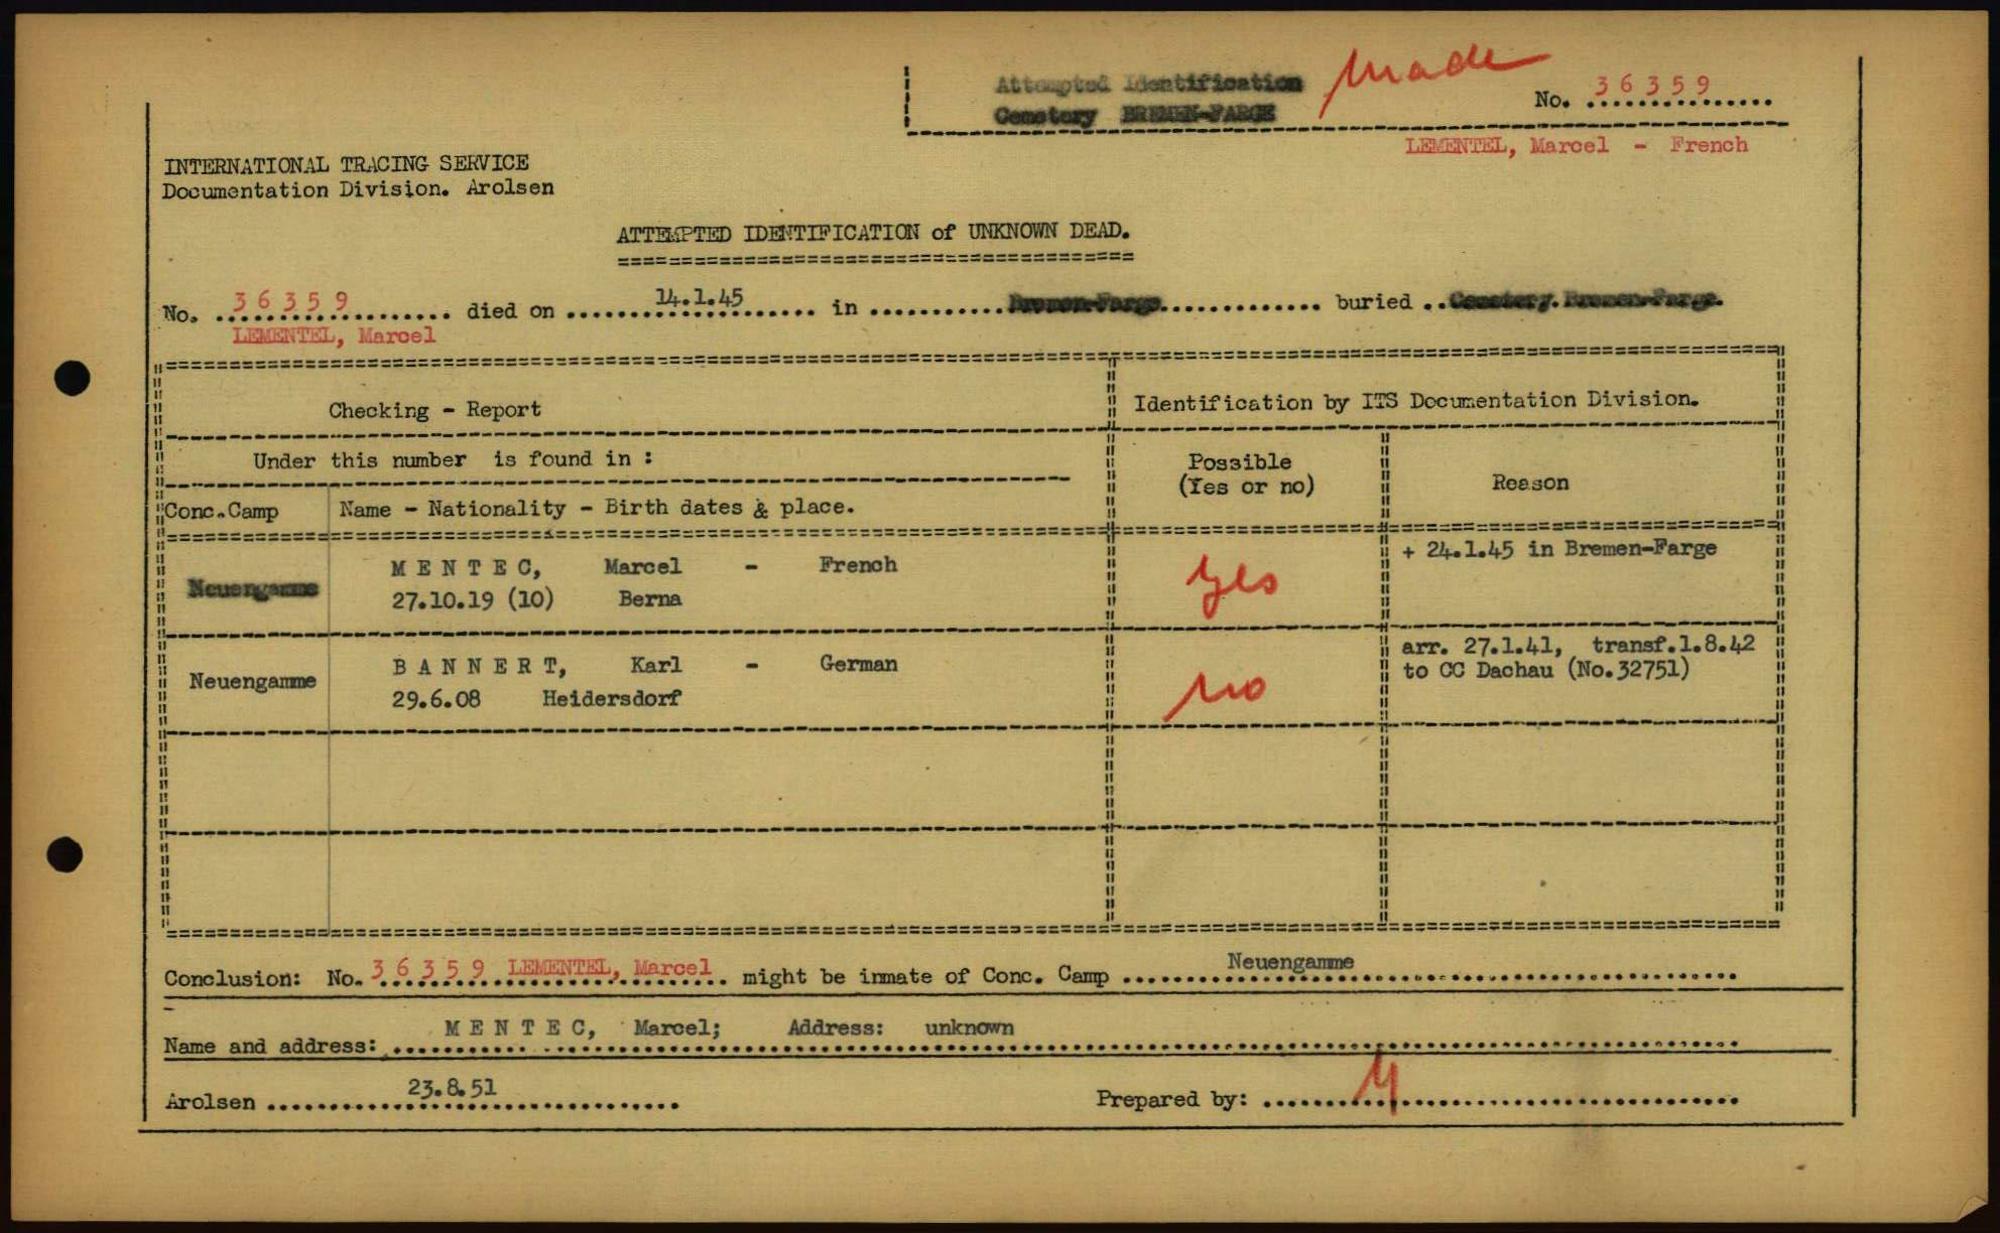 Attempted Identification made
Cemetery BREMEN-FARGE
No. 36359
LEMENTEL, Marcel - French
INTERNATIONAL TRACING SERVICE
Documentation Division. Arolsen
ATTEMPTED IDENTIFICATION of UNKNOWN DEAD.
No. 36359 died on 14.1.45 in Bremen-Farge buried Cemetery Bremen-Farge.
LEMENTEL, Marcel
Checking - Report
Identification by ITS Documentation Division.
Under this number is found in :
Possible
(Yes or no)
Reason
Conc.Camp
Name - Nationality - Birth dates & place.
Neuengamme
MENTEC, Marcel - French
27.10.19 (10) Berna
yes
+ 24.1.45 in Bremen-Farge
Neuengamme
BANNERT, Karl - German
29.6.08 Heidersdorf
no
arr. 27.1.41, transf.1.8.42
to CC Dachau (No.32751)
Conclusion: No. 36359 LEMENTEL, Marcel might be inmate of Conc. Camp Neuengamme
Name and address: MENTEC, Marcel; Address: unknown
Arolsen 23.8.51
Prepared by: